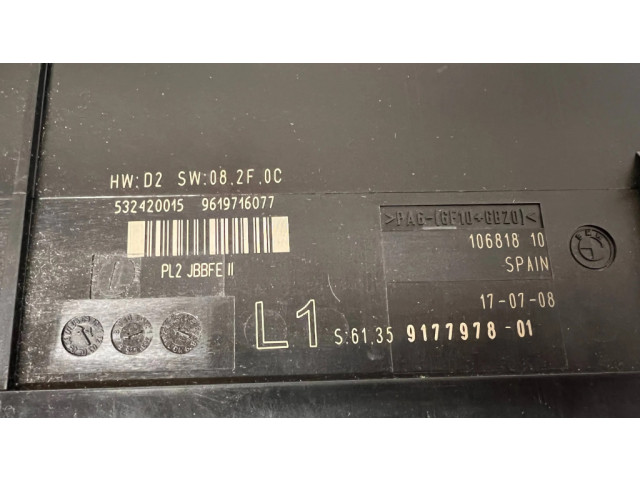 HW:D2 SW:08.2F.0C
532420015 9619716077
PL2 JBBFE II
>PA6-(GF10+GB20)<
106818 10
SPAIN
17-07-08
L1 S:61.35 9177978-01